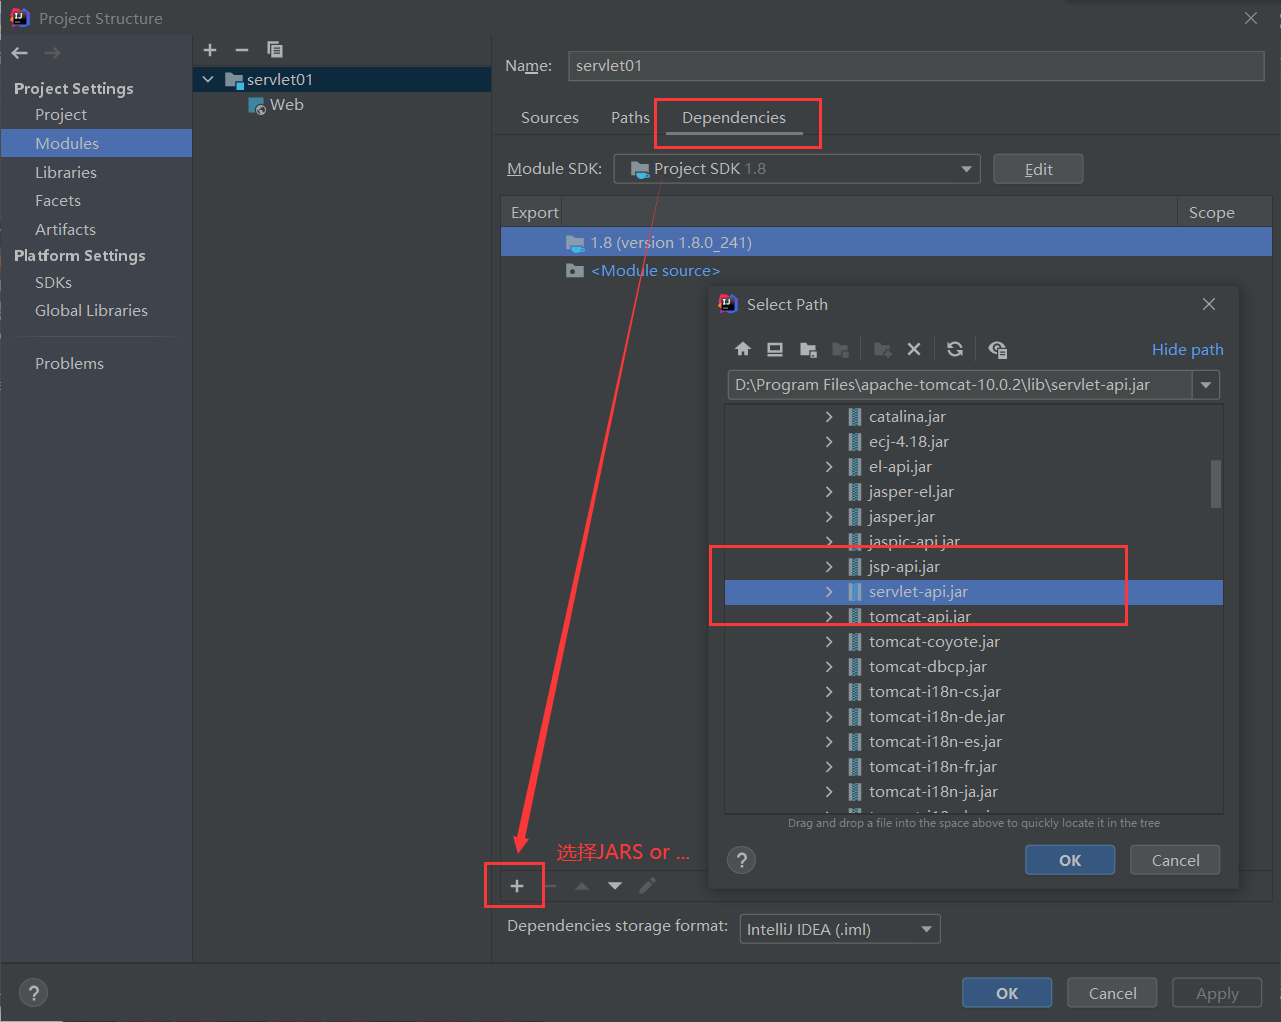 Project Structure
Project Settings
Project
Modules
Libraries
Facets
Artifacts
Platform Settings
SDKs
Global Libraries
Problems
servlet01
Web
Name: servlet01
Sources Paths Dependencies
Module SDK: Project SDK 1.8 Edit
Export Scope
1.8 (version 1.8.0_241)
<Module source>
Select Path
Hide path
D:\Program Files\apache-tomcat-10.0.2\lib\servlet-api.jar
catalina.jar
ecj-4.18.jar
el-api.jar
jasper-el.jar
jasper.jar
jaspic-api.jar
jsp-api.jar
servlet-api.jar
tomcat-api.jar
tomcat-coyote.jar
tomcat-dbcp.jar
tomcat-i18n-cs.jar
tomcat-i18n-de.jar
tomcat-i18n-es.jar
tomcat-i18n-fr.jar
tomcat-i18n-ja.jar
Drag and drop a file into the space above to quickly locate it in the tree
? OK Cancel
选择JARS or ...
Dependencies storage format: IntelliJ IDEA (.iml)
? OK Cancel Apply